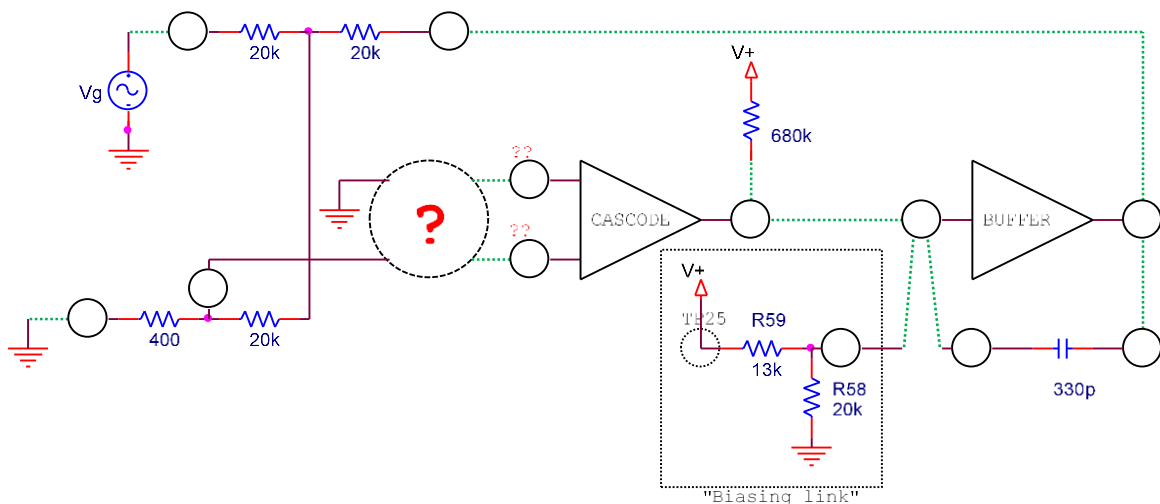 20k
20k
Vg
V+
680k
??
?
CASCODE
BUFFER
??
V+
TP25
R59
13k
400
20k
R58
20k
330p
"Biasing link"